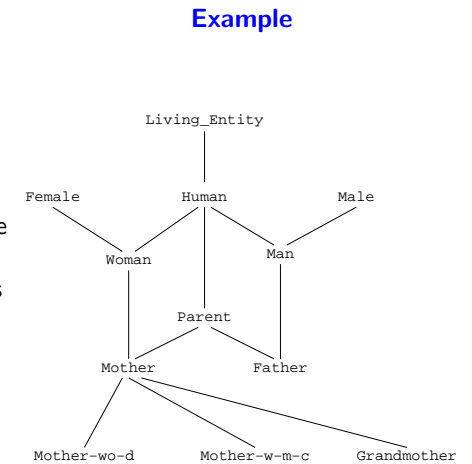 Example
Living_Entity
Female Human Male
e
Woman Man
s
Parent
Mother Father
Mother-wo-d Mother-w-m-c Grandmother